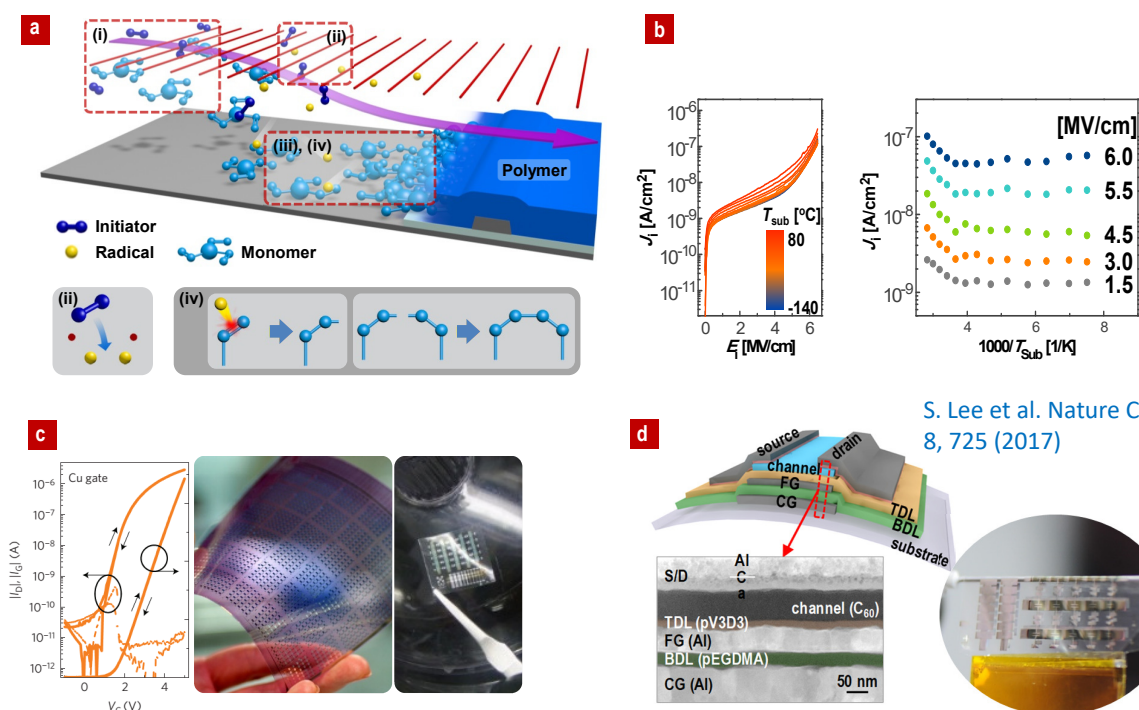 a
(i)
(ii)
(iii), (iv)
Polymer
Initiator
Radical
Monomer
(ii)
(iv)
b
10⁻⁶
10⁻⁷
10⁻⁸
10⁻⁹
10⁻¹⁰
10⁻¹¹
Jᵢ [A/cm²]
T_sub [ºC]
80
-140
0
2
4
6
Eᵢ [MV/cm]
[MV/cm]
10⁻⁷
10⁻⁸
10⁻⁹
Jᵢ [A/cm²]
6.0
5.5
4.5
3.0
1.5
4
6
8
1000/T_Sub [1/K]
S. Lee et al. Nature C
8, 725 (2017)
c
Cu gate
10⁻⁶
10⁻⁷
10⁻⁸
10⁻⁹
10⁻¹⁰
10⁻¹¹
10⁻¹²
|I_D|, |I_G| (A)
0
2
4
V_G (V)
d
source
drain
channel
FG
CG
TDL
BDL
substrate
Al
S/D
C
a
channel (C₆₀)
TDL (pV3D3)
FG (Al)
BDL (pEGDMA)
CG (Al)
50 nm